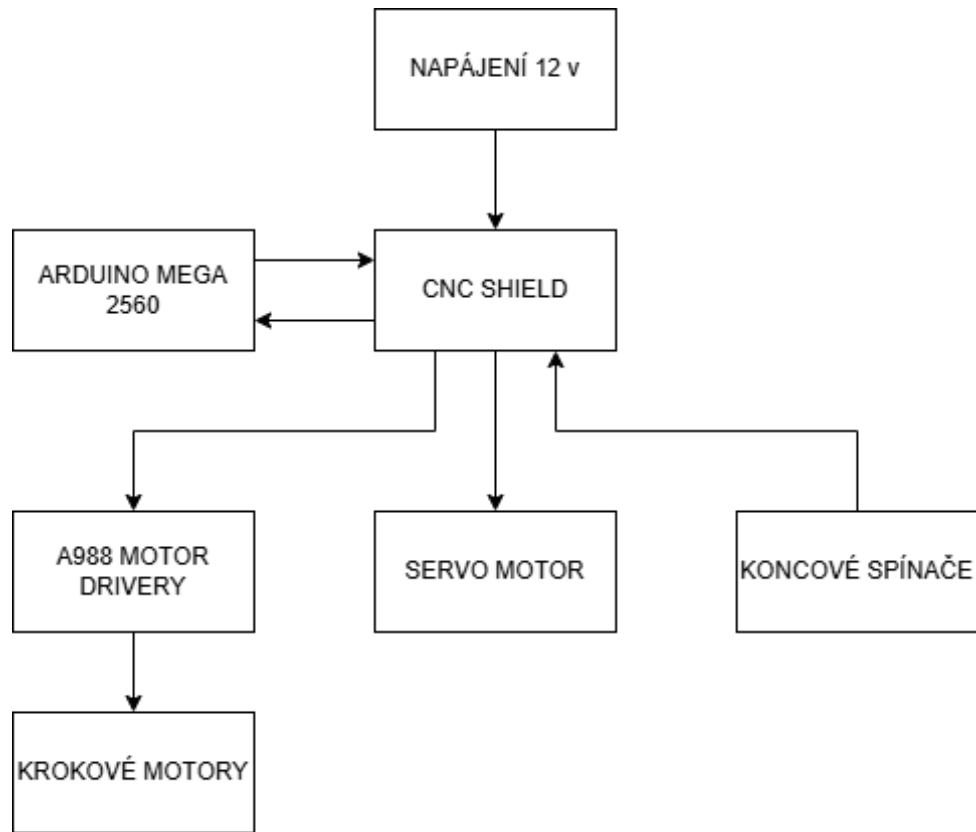 NAPÁJENÍ 12 v
ARDUINO MEGA
2560
CNC SHIELD
A988 MOTOR
DRIVERY
SERVO MOTOR
KONCOVÉ SPÍNAČE
KROKOVÉ MOTORY